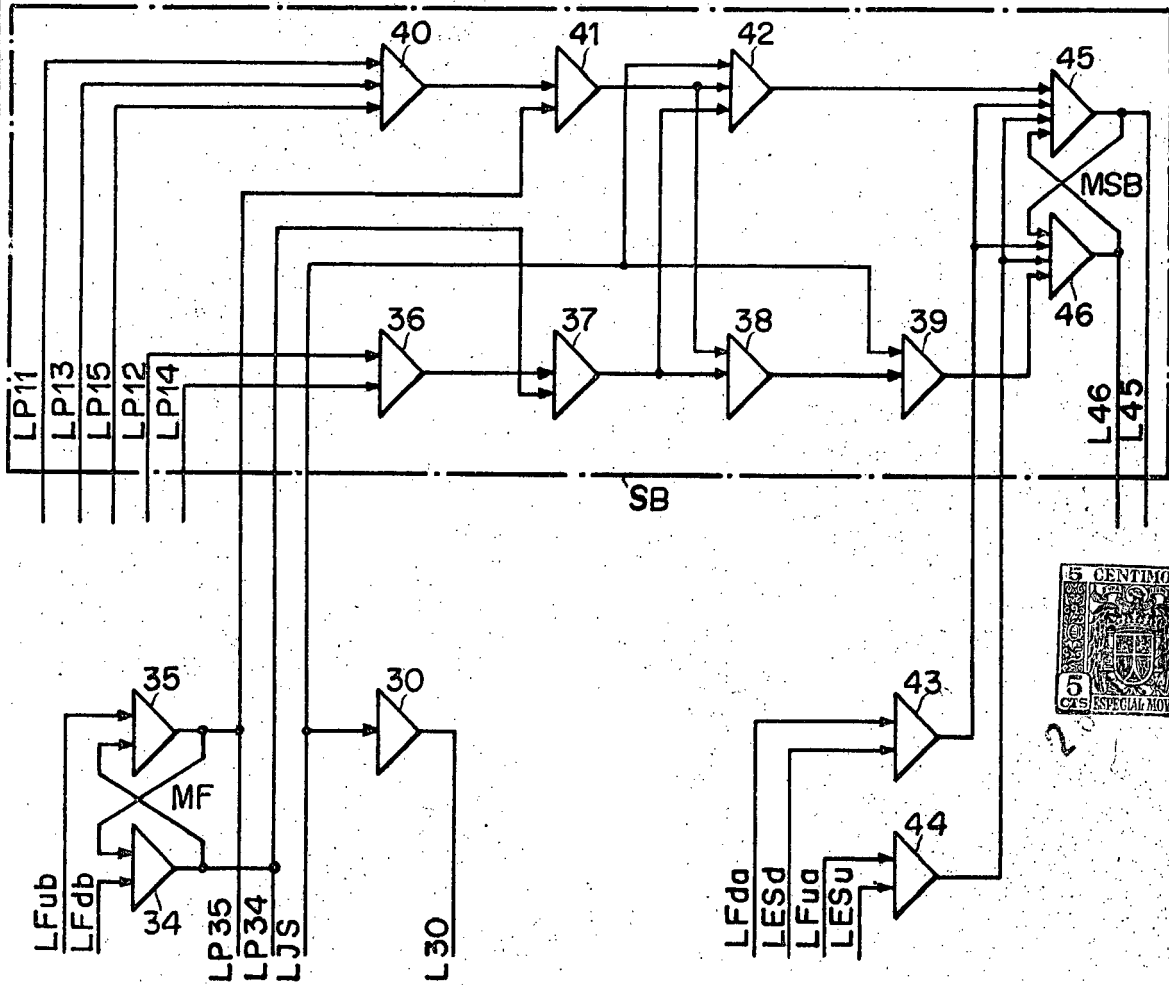 40
41
42
45
MSB
36
37
38
39
46
LP11
LP13
LP15
LP12
LP14
L46
L45
SB
5 CENTIMO
5
CTS
ESPECIAL MOV
2
35
30
43
MF
34
44
LFub
LFdb
LP35
LP34
LJS
L30
LFda
LESd
LFua
LESu